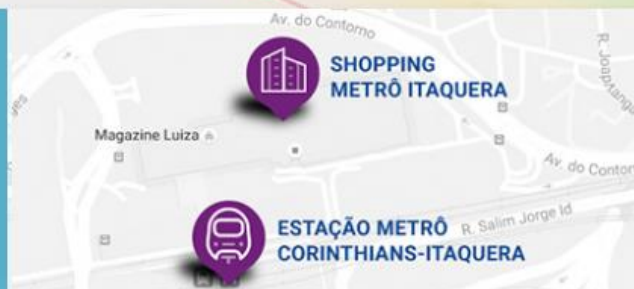 Av. do Contorno
SHOPPING
METRÔ ITAQUERA
Magazine Luiza
Av. do Contor
ESTAÇÃO METRÔ
CORINTHIANS-ITAQUERA
R. Salim Jorge Id